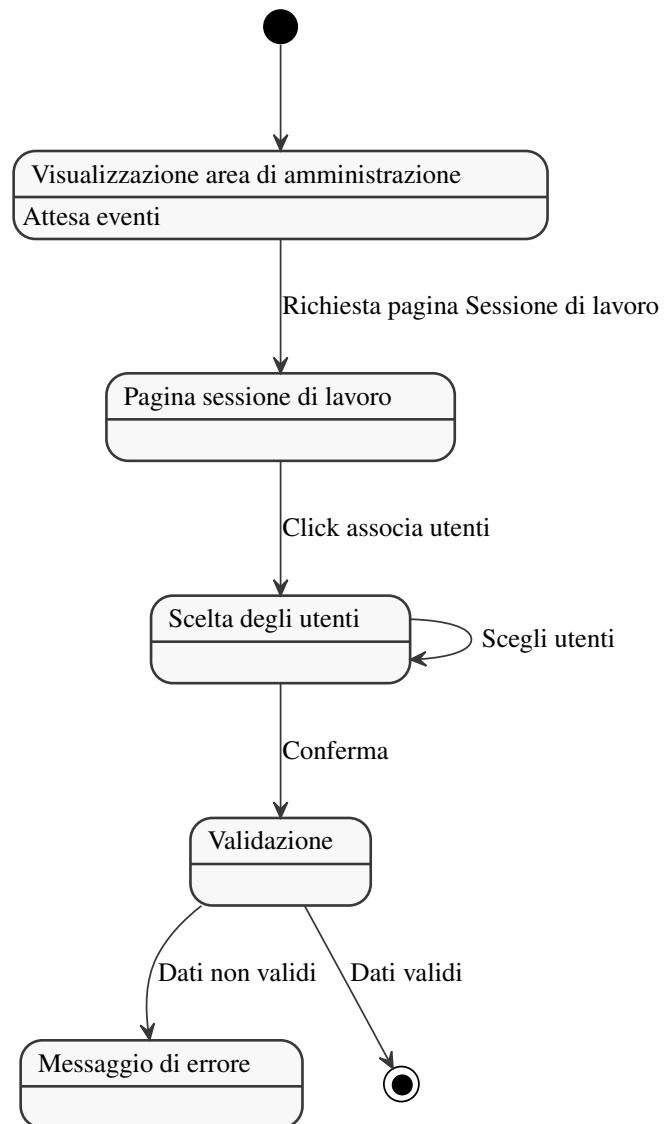 Visualizzazione area di amministrazione
Attesa eventi
Richiesta pagina Sessione di lavoro
Pagina sessione di lavoro
Click associa utenti
Scelta degli utenti
Scegli utenti
Conferma
Validazione
Dati non validi
Dati validi
Messaggio di errore